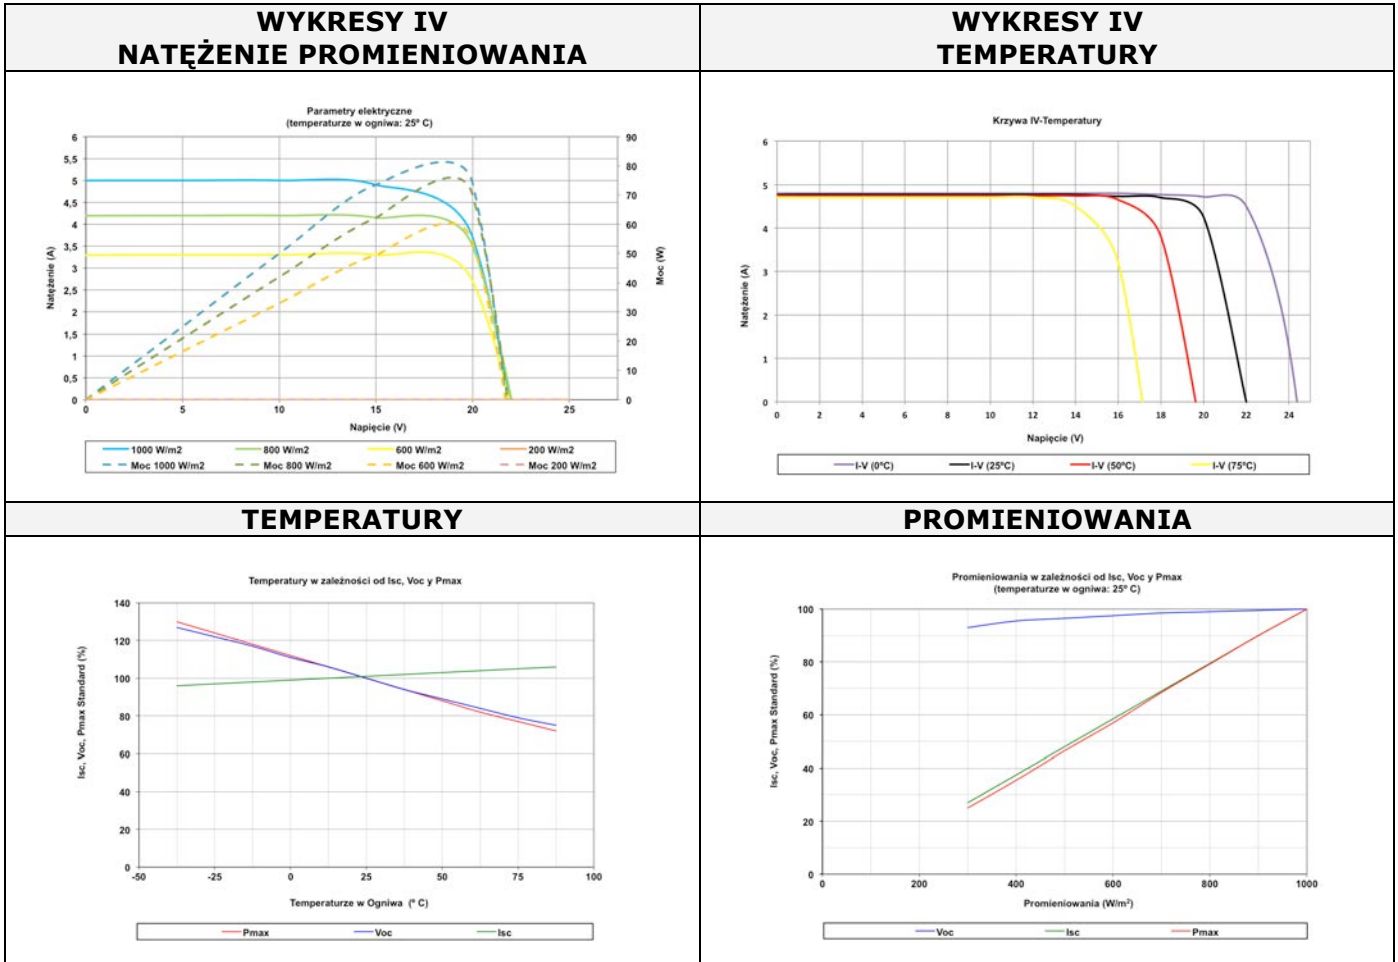 WYKRESY IV
NATĘŻENIE PROMIENIOWANIA
Parametry elektryczne
(temperaturze w ogniwa: 25º C)
6
5,5
5
4,5
4
3,5
3
2,5
2
1,5
1
0,5
0
Natężenie (A)
90
80
70
60
50
40
30
20
10
0
Moc (W)
0 5 10 15 20 25
Napięcie (V)
1000 W/m2 800 W/m2 600 W/m2 200 W/m2
Moc 1000 W/m2 Moc 800 W/m2 Moc 600 W/m2 Moc 200 W/m2
WYKRESY IV
TEMPERATURY
Krzywa IV-Temperatury
6
5
4
3
2
1
0
Natężenie (A)
0 2 4 6 8 10 12 14 16 18 20 22 24
Napięcie (V)
I-V (0ºC) I-V (25ºC) I-V (50ºC) I-V (75ºC)
TEMPERATURY
Temperatury w zależności od Isc, Voc y Pmax
140
120
100
80
60
40
20
0
Isc, Voc, Pmax Standard (%)
-50 -25 0 25 50 75 100
Temperaturze w Ogniwa (º C)
Pmax Voc Isc
PROMIENIOWANIA
Promieniowania w zależności od Isc, Voc y Pmax
(temperaturze w ogniwa: 25º C)
100
80
60
40
20
0
Isc, Voc, Pmax Standard (%)
0 200 400 600 800 1000
Promieniowania (W/m²)
Voc Isc Pmax